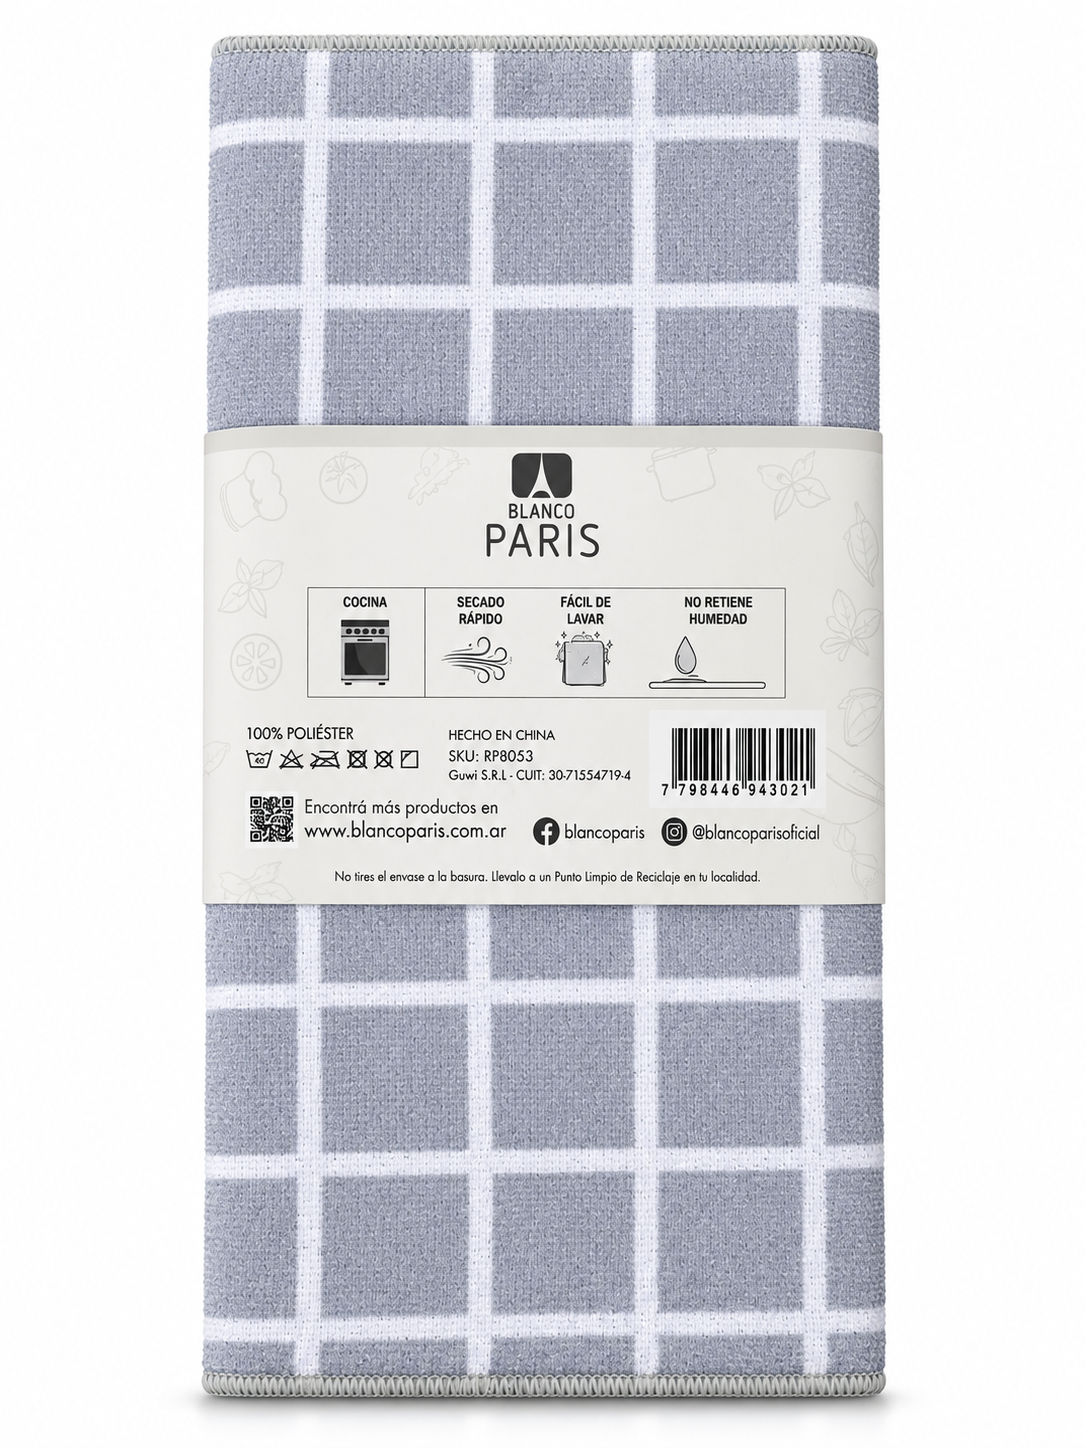 BLANCO
PARIS
COCINA
SECADO
RÁPIDO
FÁCIL DE
LAVAR
NO RETIENE
HUMEDAD
100% POLIÉSTER
40
HECHO EN CHINA
SKU: RP8053
Guwi S.R.L - CUIT: 30-71554719-4
7 798446 943021
Encontrá más productos en
www.blancoparis.com.ar
blancoparis
@blancoparisoficial
No tires el envase a la basura. Llevalo a un Punto Limpio de Reciclaje en tu localidad.